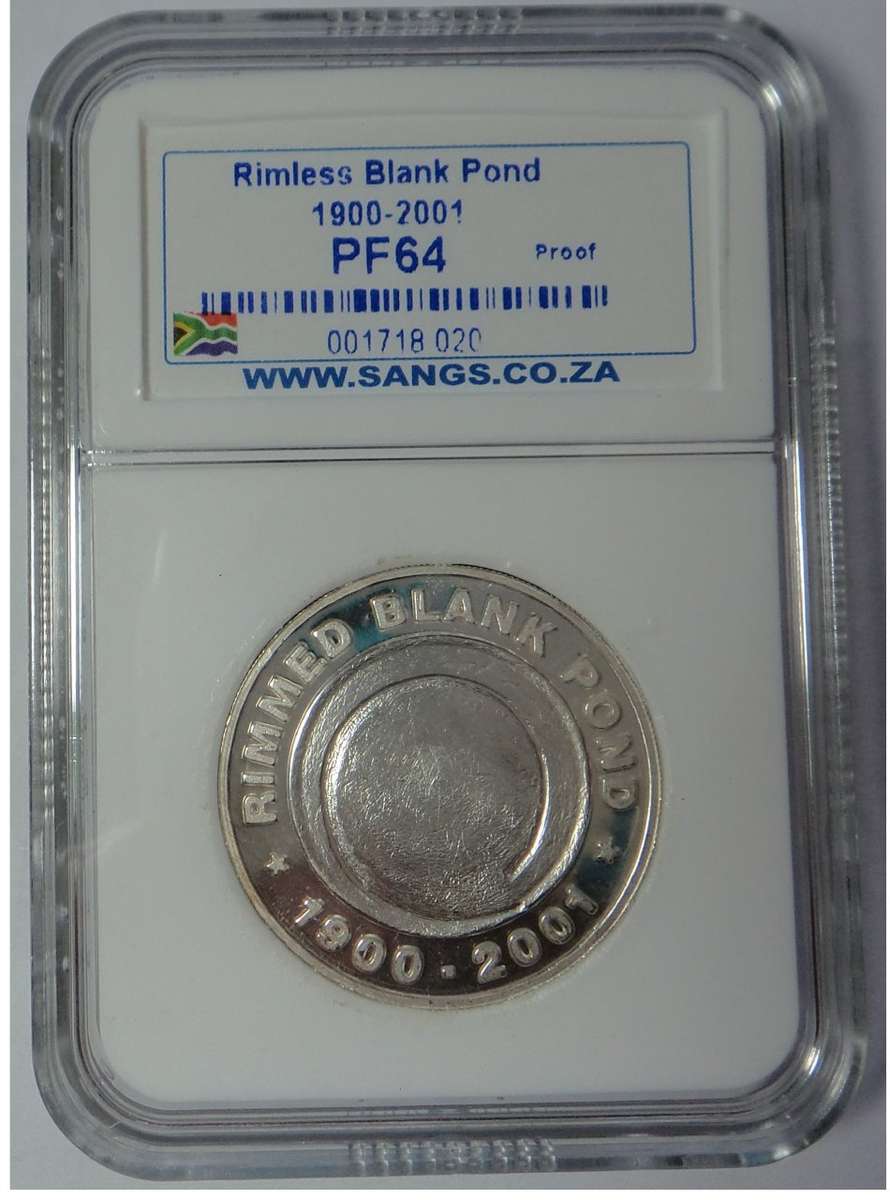 Rimless Blank Pond
1900-2001
PF64 Proof
001718 020
WWW.SANGS.CO.ZA
RIMMED BLANK POND
1900-2001